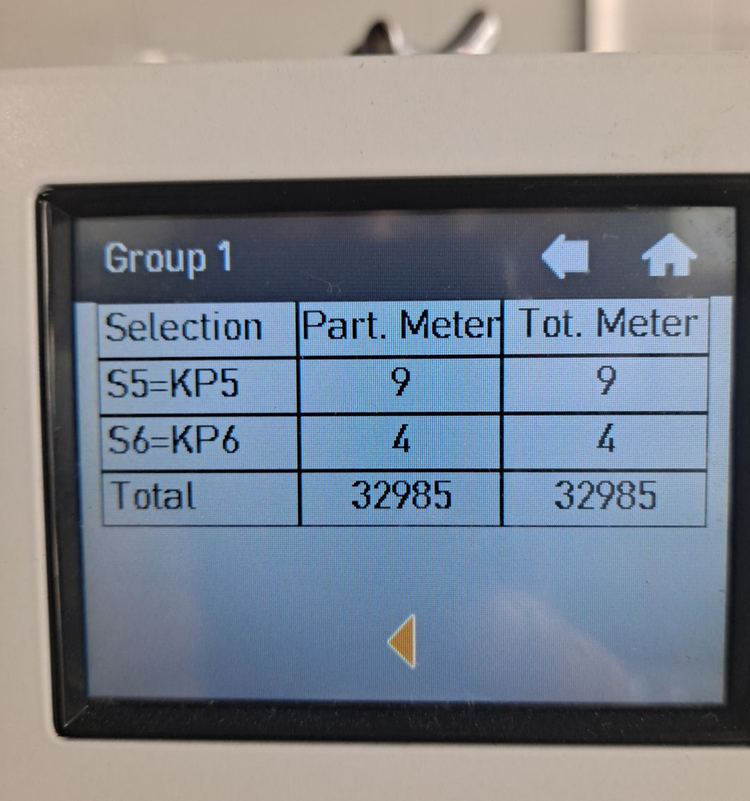 Group 1
Selection Part. Meter Tot. Meter
S5=KP5 9 9
S6=KP6 4 4
Total 32985 32985